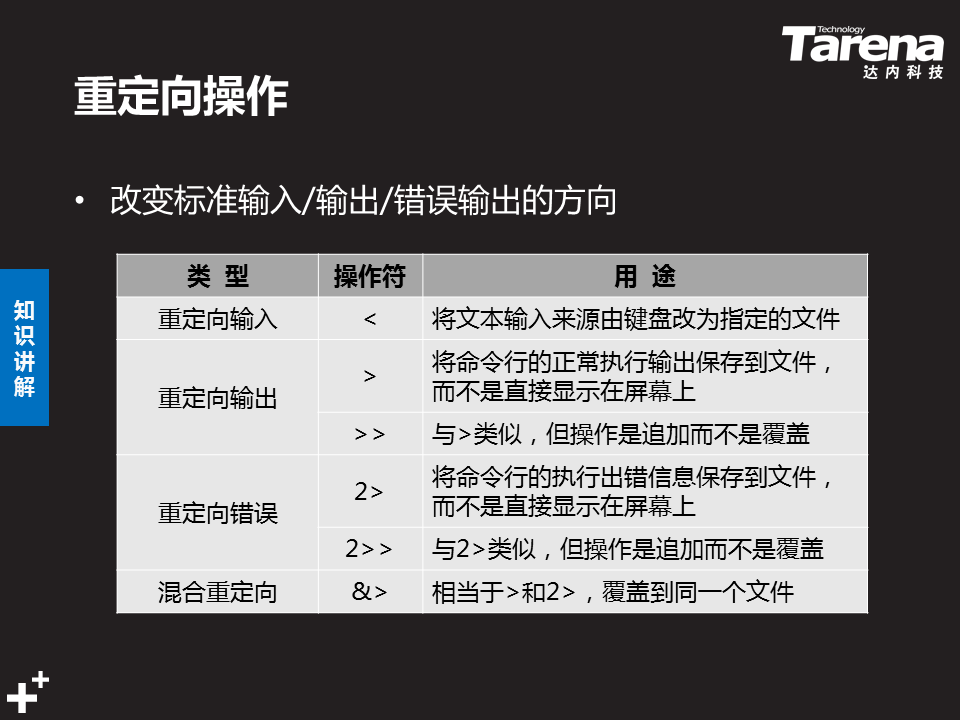 Technology
Tarena
达内科技
重定向操作
• 改变标准输入/输出/错误输出的方向
知
识
讲
解
类 型 操作符 用 途
重定向输入 < 将文本输入来源由键盘改为指定的文件
重定向输出 > 将命令行的正常执行输出保存到文件，
而不是直接显示在屏幕上
>> 与>类似，但操作是追加而不是覆盖
重定向错误 2> 将命令行的执行出错信息保存到文件，
而不是直接显示在屏幕上
2>> 与2>类似，但操作是追加而不是覆盖
混合重定向 &> 相当于>和2>，覆盖到同一个文件